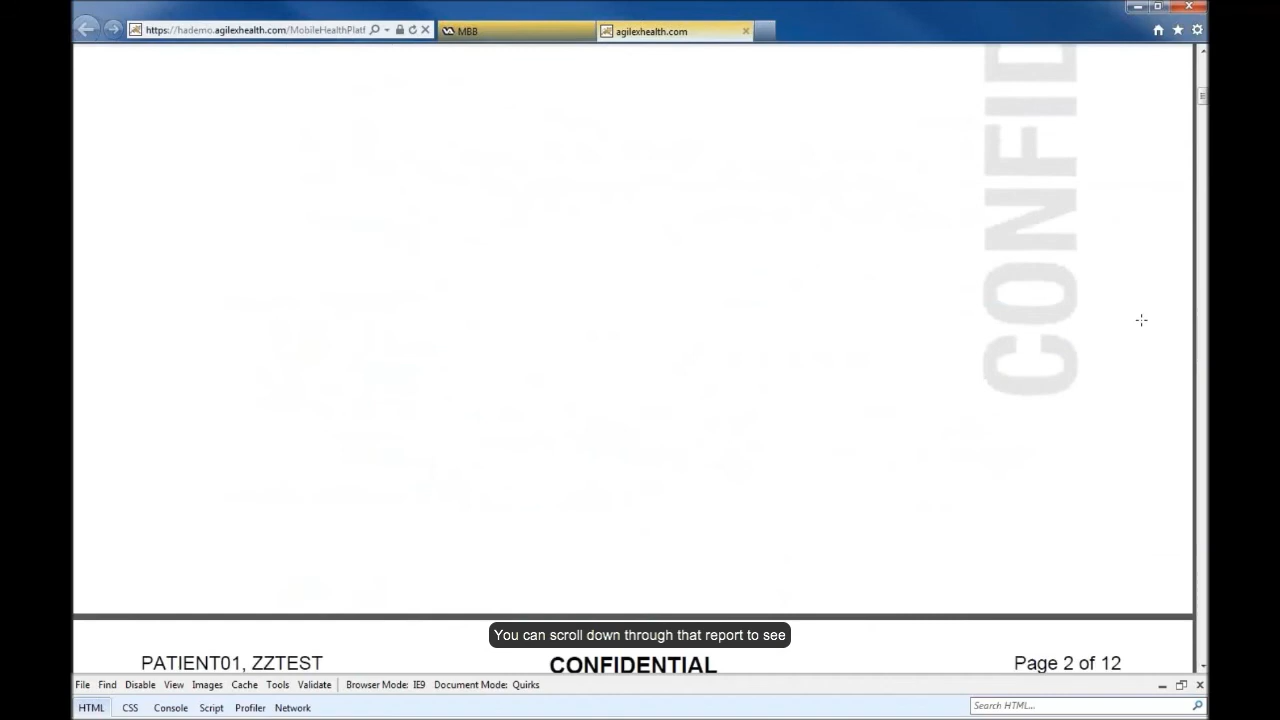 https://hademo.agilexhealth.com/MobileHealthPlatf
MBB
agilexhealth.com
CONFID
You can scroll down through that report to see
PATIENT01, ZZTEST
CONFIDENTIAL
Page 2 of 12
File Find Disable View Images Cache Tools Validate Browser Mode: IE9 Document Mode: Quirks
HTML CSS Console Script Profiler Network
Search HTML...